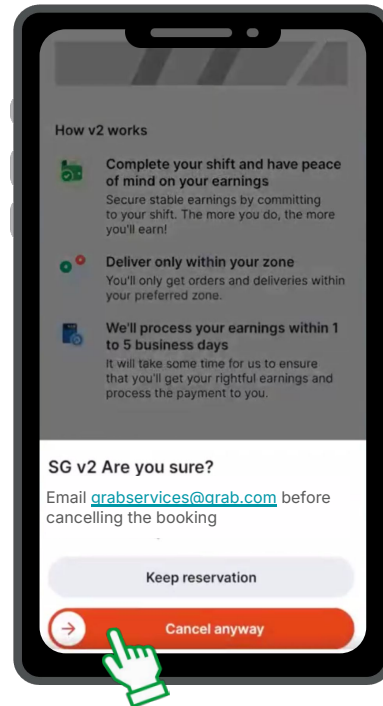 How v2 works
Complete your shift and have peace
of mind on your earnings
Secure stable earnings by committing
to your shift. The more you do, the more
you'll earn!
Deliver only within your zone
You'll only get orders and deliveries within
your preferred zone.
We'll process your earnings within 1
to 5 business days
It will take some time for us to ensure
that you'll get your rightful earnings and
process the payment to you.
SG v2 Are you sure?
Email grabservices@grab.com before
cancelling the booking
Keep reservation
Cancel anyway